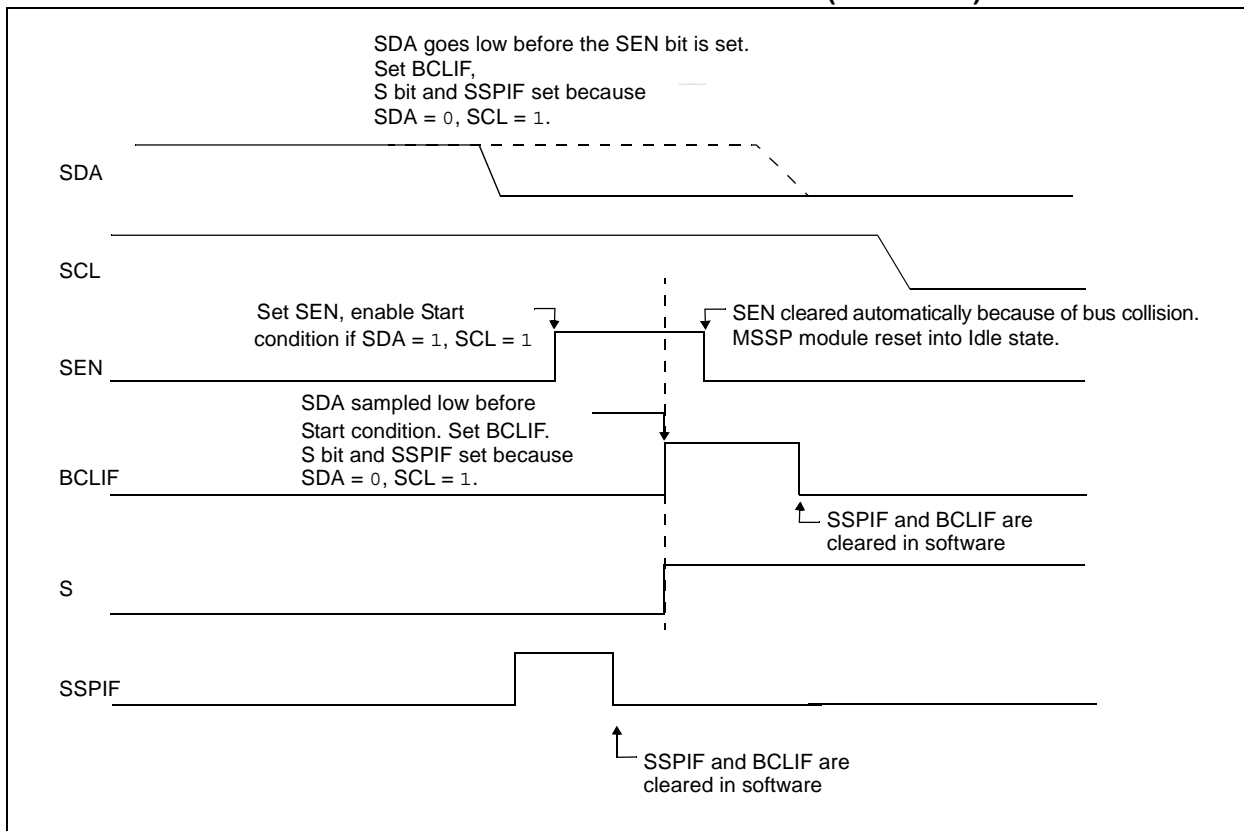 SDA goes low before the SEN bit is set.
Set BCLIF,
S bit and SSPIF set because
SDA = 0, SCL = 1.
SDA
SCL
Set SEN, enable Start
condition if SDA = 1, SCL = 1
SEN cleared automatically because of bus collision.
MSSP module reset into Idle state.
SEN
SDA sampled low before
Start condition. Set BCLIF.
S bit and SSPIF set because
SDA = 0, SCL = 1.
BCLIF
SSPIF and BCLIF are
cleared in software
S
SSPIF
SSPIF and BCLIF are
cleared in software